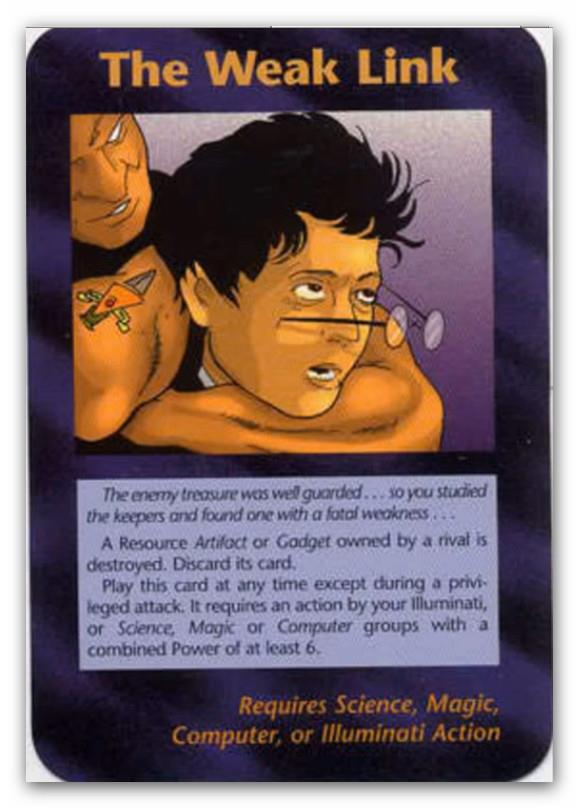 The Weak Link
The enemy treasure was well guarded . . . so you studied
the keepers and found one with a fatal weakness . . .
A Resource Artifact or Gadget owned by a rival is
destroyed. Discard its card.
Play this card at any time except during a privi-
leged attack. It requires an action by your Illuminati,
or Science, Magic or Computer groups with a
combined Power of at least 6.
Requires Science, Magic,
Computer, or Illuminati Action